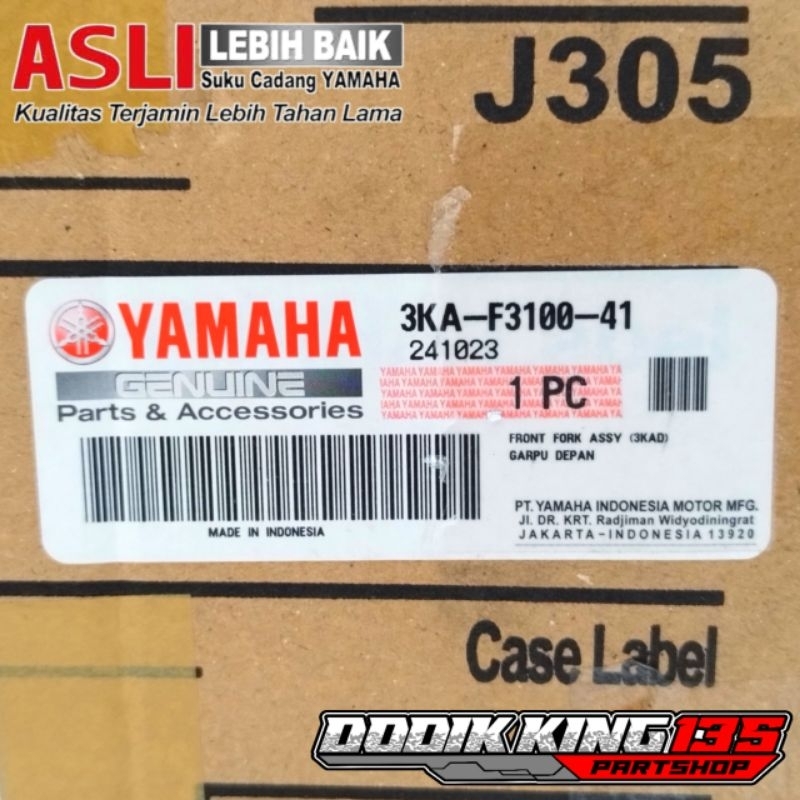 ASLI LEBIH BAIK
Suku Cadang YAMAHA
Kualitas Terjamin Lebih Tahan Lama
J305
YAMAHA
GENUINE
Parts & Accessories
3KA-F3100-41
241023
1 PC
FRONT FORK ASSY (3KAD)
GARPU DEPAN
MADE IN INDONESIA
PT. YAMAHA INDONESIA MOTOR MFG.
Jl. DR. KRT. Radjiman Widyodiningrat
JAKARTA-INDONESIA 13920
Case Label
DODIK KING 135
PARTSHOP